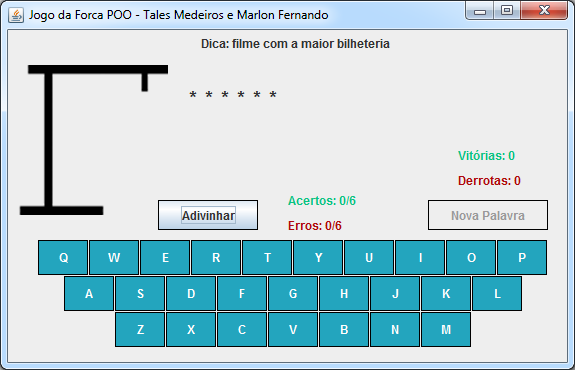 Jogo da Forca POO - Tales Medeiros e Marlon Fernando
Dica: filme com a maior bilheteria
* * * * * *
Vitórias: 0
Derrotas: 0
Adivinhar
Acertos: 0/6
Erros: 0/6
Nova Palavra
Q W E R T Y U I O P
A S D F G H J K L
Z X C V B N M